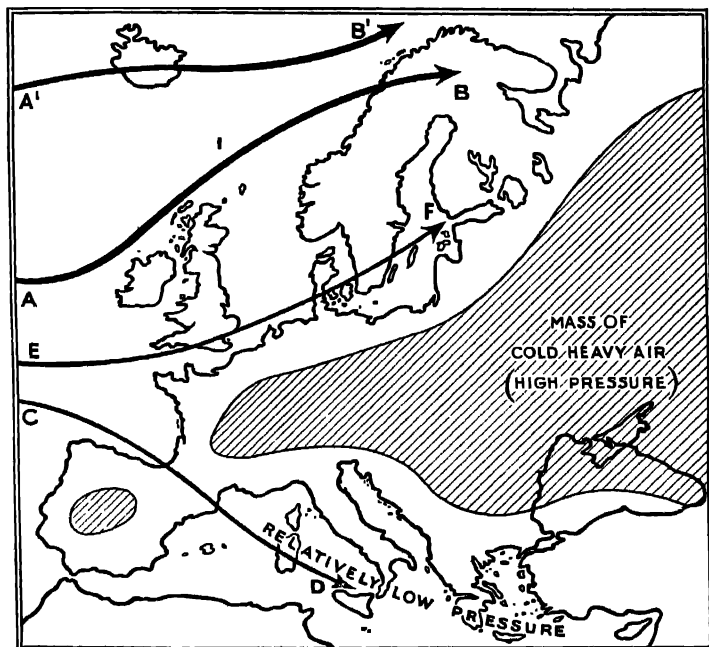 B'
A'
B
F
A
E
MASS OF
COLD HEAVY AIR
(HIGH PRESSURE)
C
D
RELATIVELY LOW PRESSURE